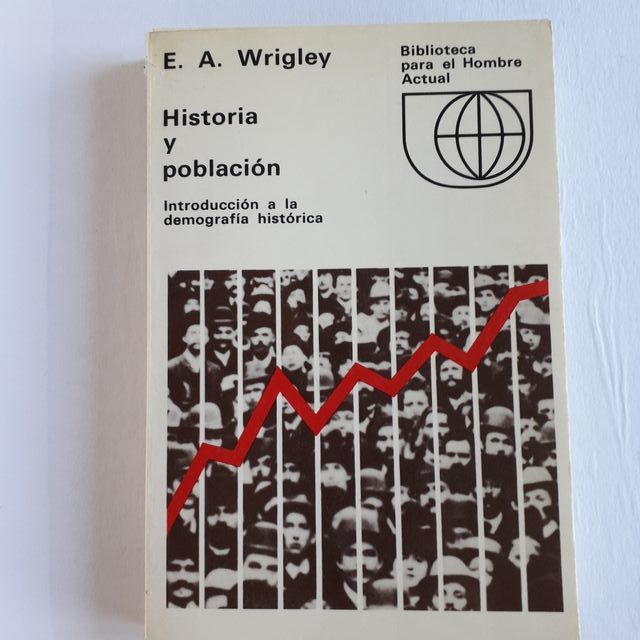 E. A. Wrigley
Biblioteca
para el Hombre
Actual
Historia
y
población
Introducción a la
demografía histórica